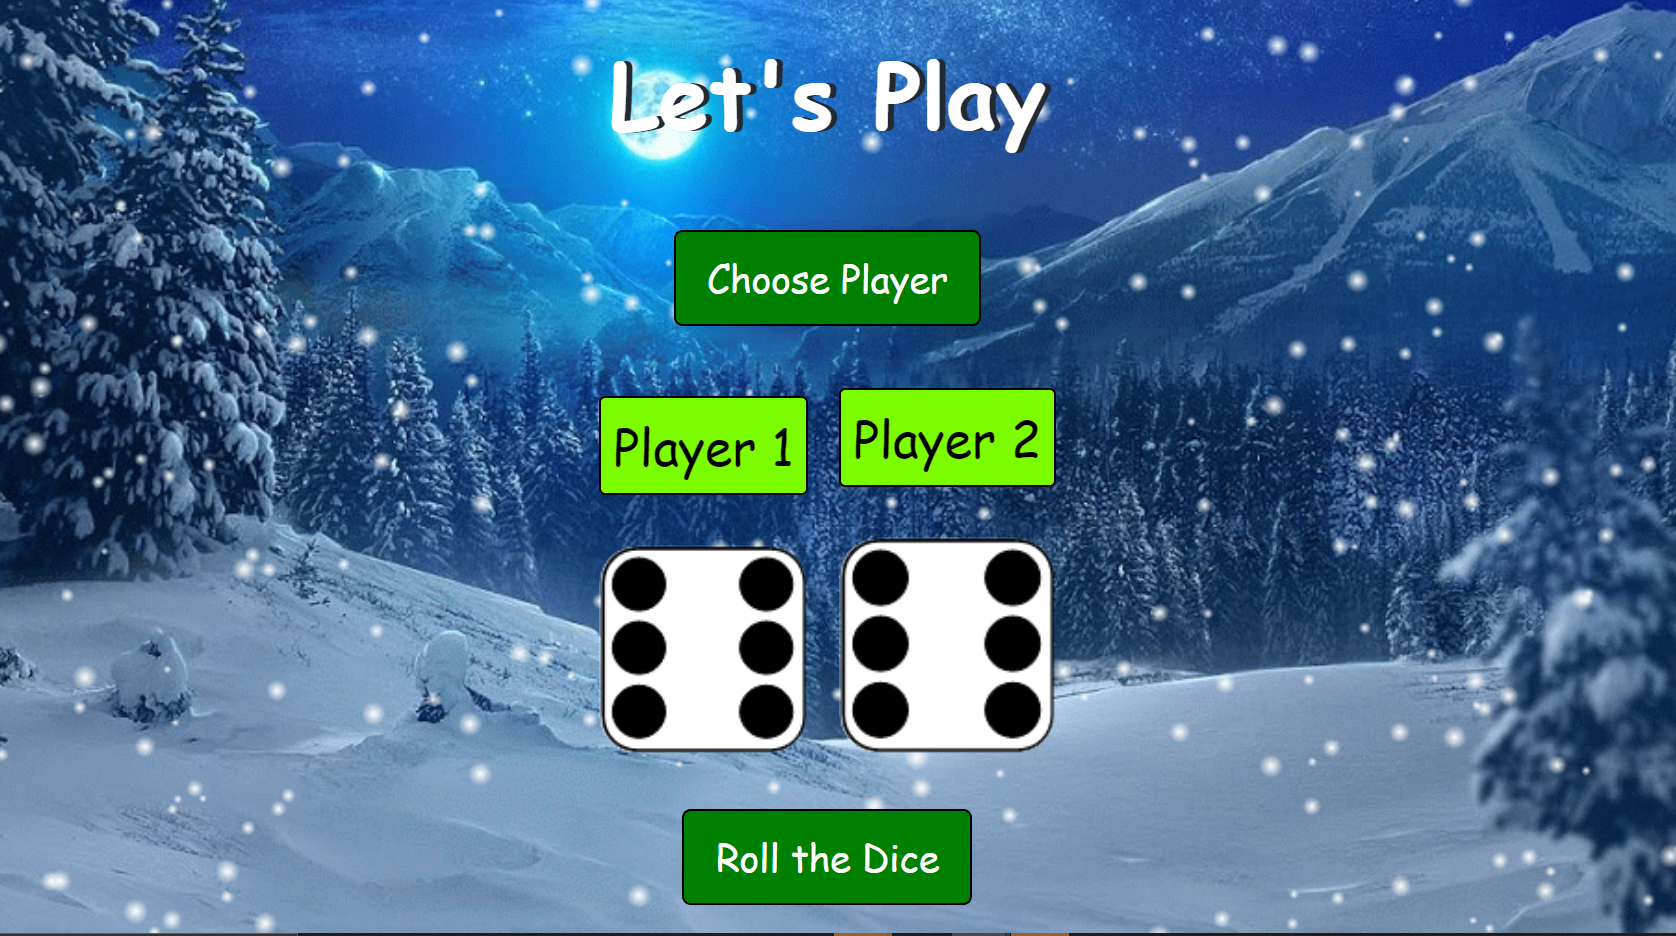 Let's Play
Choose Player
Player 1
Player 2
Roll the Dice